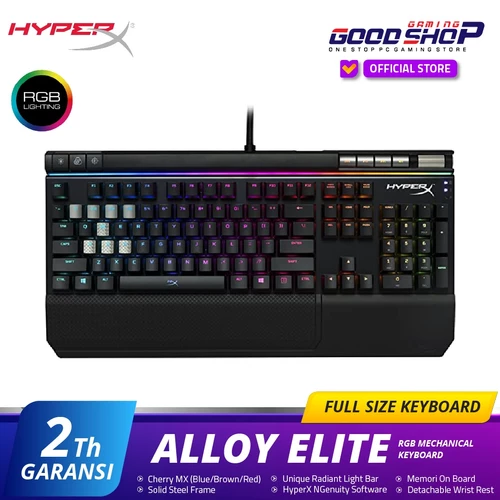 HYPERX
GAMING
GOODSHOP
ONE STOP PC GAMING STORE
OFFICIAL STORE
RGB
LIGHTING
HYPERX
FULL SIZE KEYBOARD
2Th
GARANSI
ALLOY ELITE
RGB MECHANICAL
KEYBOARD
• Cherry MX (Blue/Brown/Red)
• Solid Steel Frame
• Unique Radiant Light Bar
• HyperX NGenuity Software
• Memori On Board
• Detachable Wrist Rest